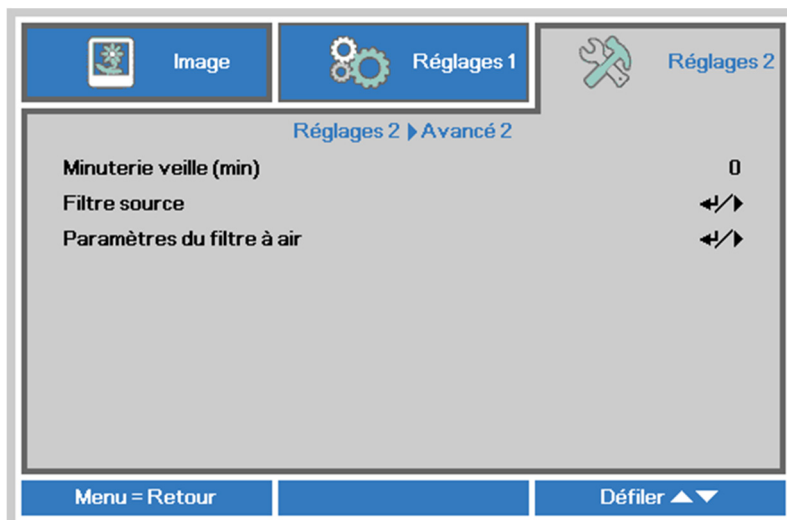 Image
Réglages 1
Réglages 2
Réglages 2 Avancé 2
Minuterie veille (min) 0
Filtre source
Paramètres du filtre à air
Menu = Retour
Défiler